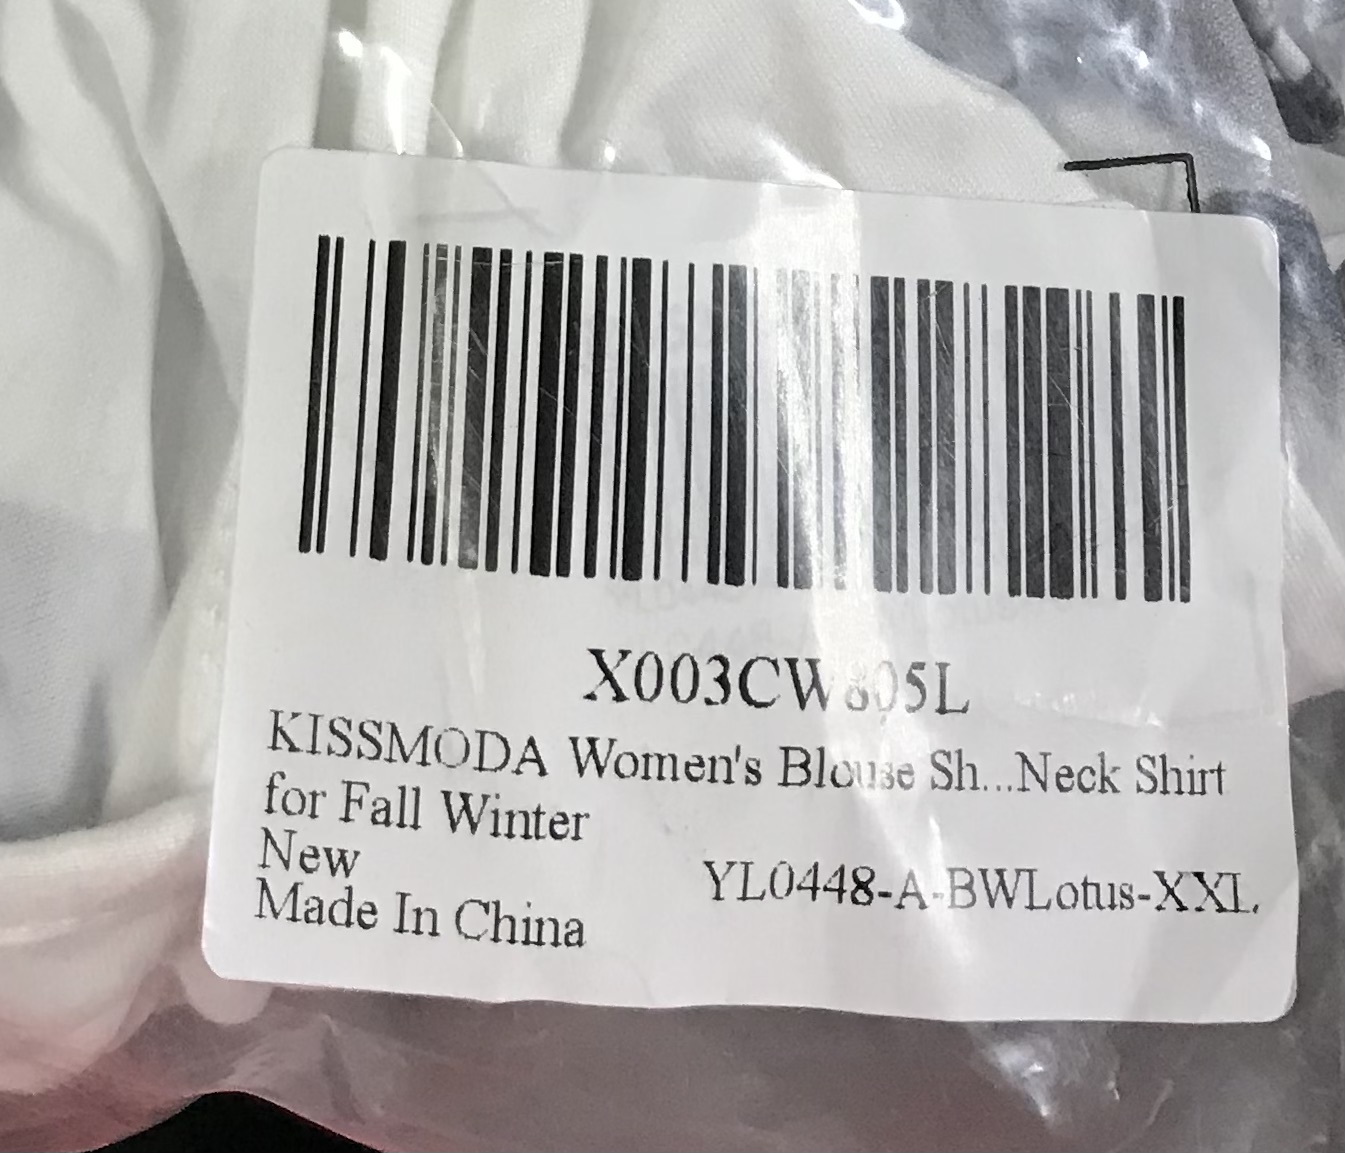 X003CW805L
KISSMODA Women's Blouse Sh...Neck Shirt
for Fall Winter
New
YL0448-A-BWLotus-XXL
Made In China